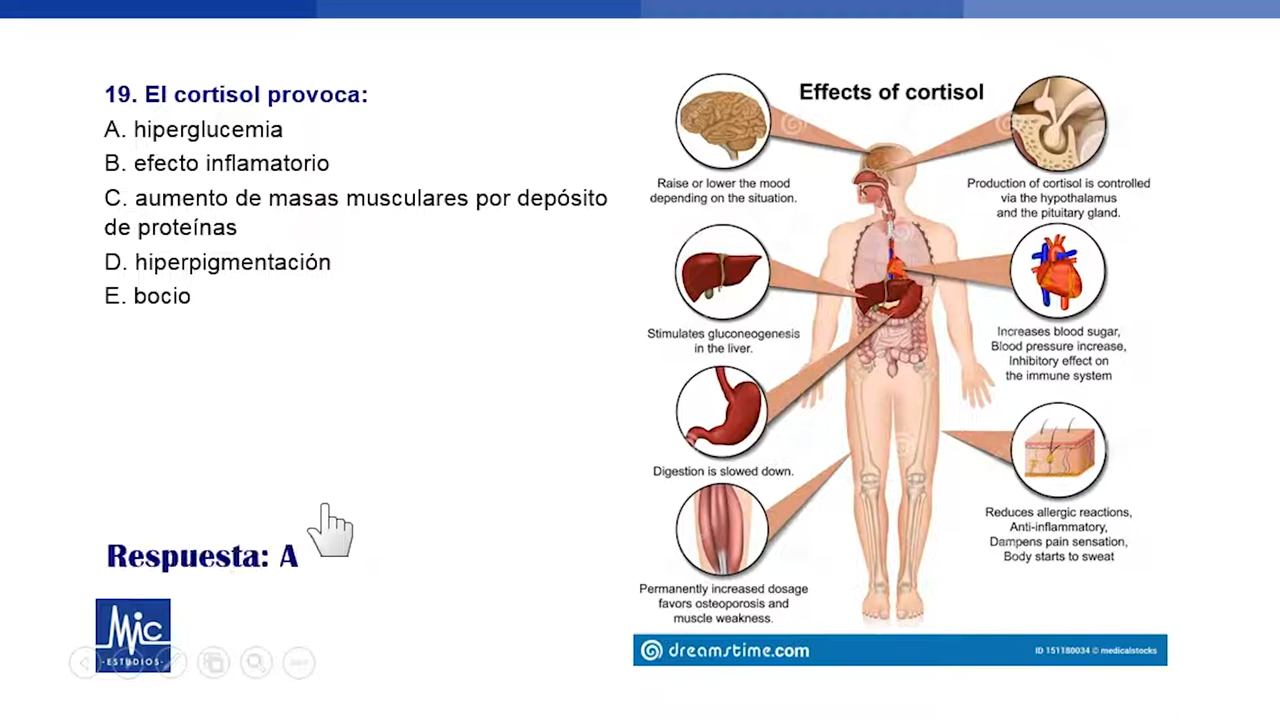 19. El cortisol provoca:
A. hiperglucemia
B. efecto inflamatorio
C. aumento de masas musculares por depósito
de proteínas
D. hiperpigmentación
E. bocio
Respuesta: A
Mic
·ESTUDIOS·
Effects of cortisol
Raise or lower the mood
depending on the situation.
Production of cortisol is controlled
via the hypothalamus
and the pituitary gland.
Stimulates gluconeogenesis
in the liver.
Increases blood sugar,
Blood pressure increase,
Inhibitory effect on
the immune system
Digestion is slowed down.
Reduces allergic reactions,
Anti-inflammatory,
Dampens pain sensation,
Body starts to sweat
Permanently increased dosage
favors osteoporosis and
muscle weakness.
dreamstime.com
ID 151180034 © medicalstocks